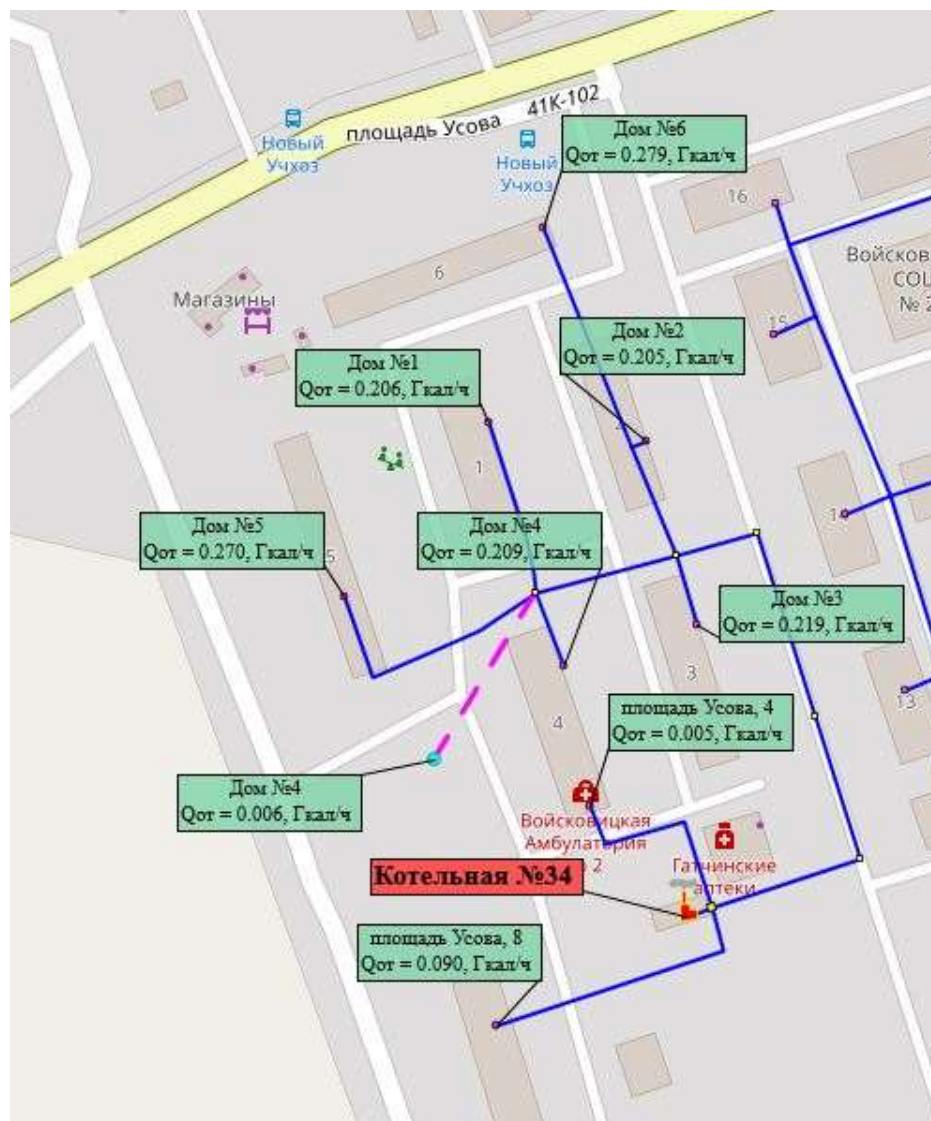 41K-102
площадь Усова
Новый
Учхоз
Новый
Учхоз
Дом №6
Qот = 0.279, Гкал/ч
16
6
Войсков
СОШ
№ 2
Магазины
15
Дом №2
Qот = 0.205, Гкал/ч
Дом №1
Qот = 0.206, Гкал/ч
2
1
1
Дом №5
Qот = 0.270, Гкал/ч
5
Дом №4
Qот = 0.209, Гкал/ч
Дом №3
Qот = 0.219, Гкал/ч
3
13
4
площадь Усова, 4
Qот = 0.005, Гкал/ч
Дом №4
Qот = 0.006, Гкал/ч
Войсковицкая
Амбулатория
2
Гатчинские
аптеки
Котельная №34
площадь Усова, 8
Qот = 0.090, Гкал/ч